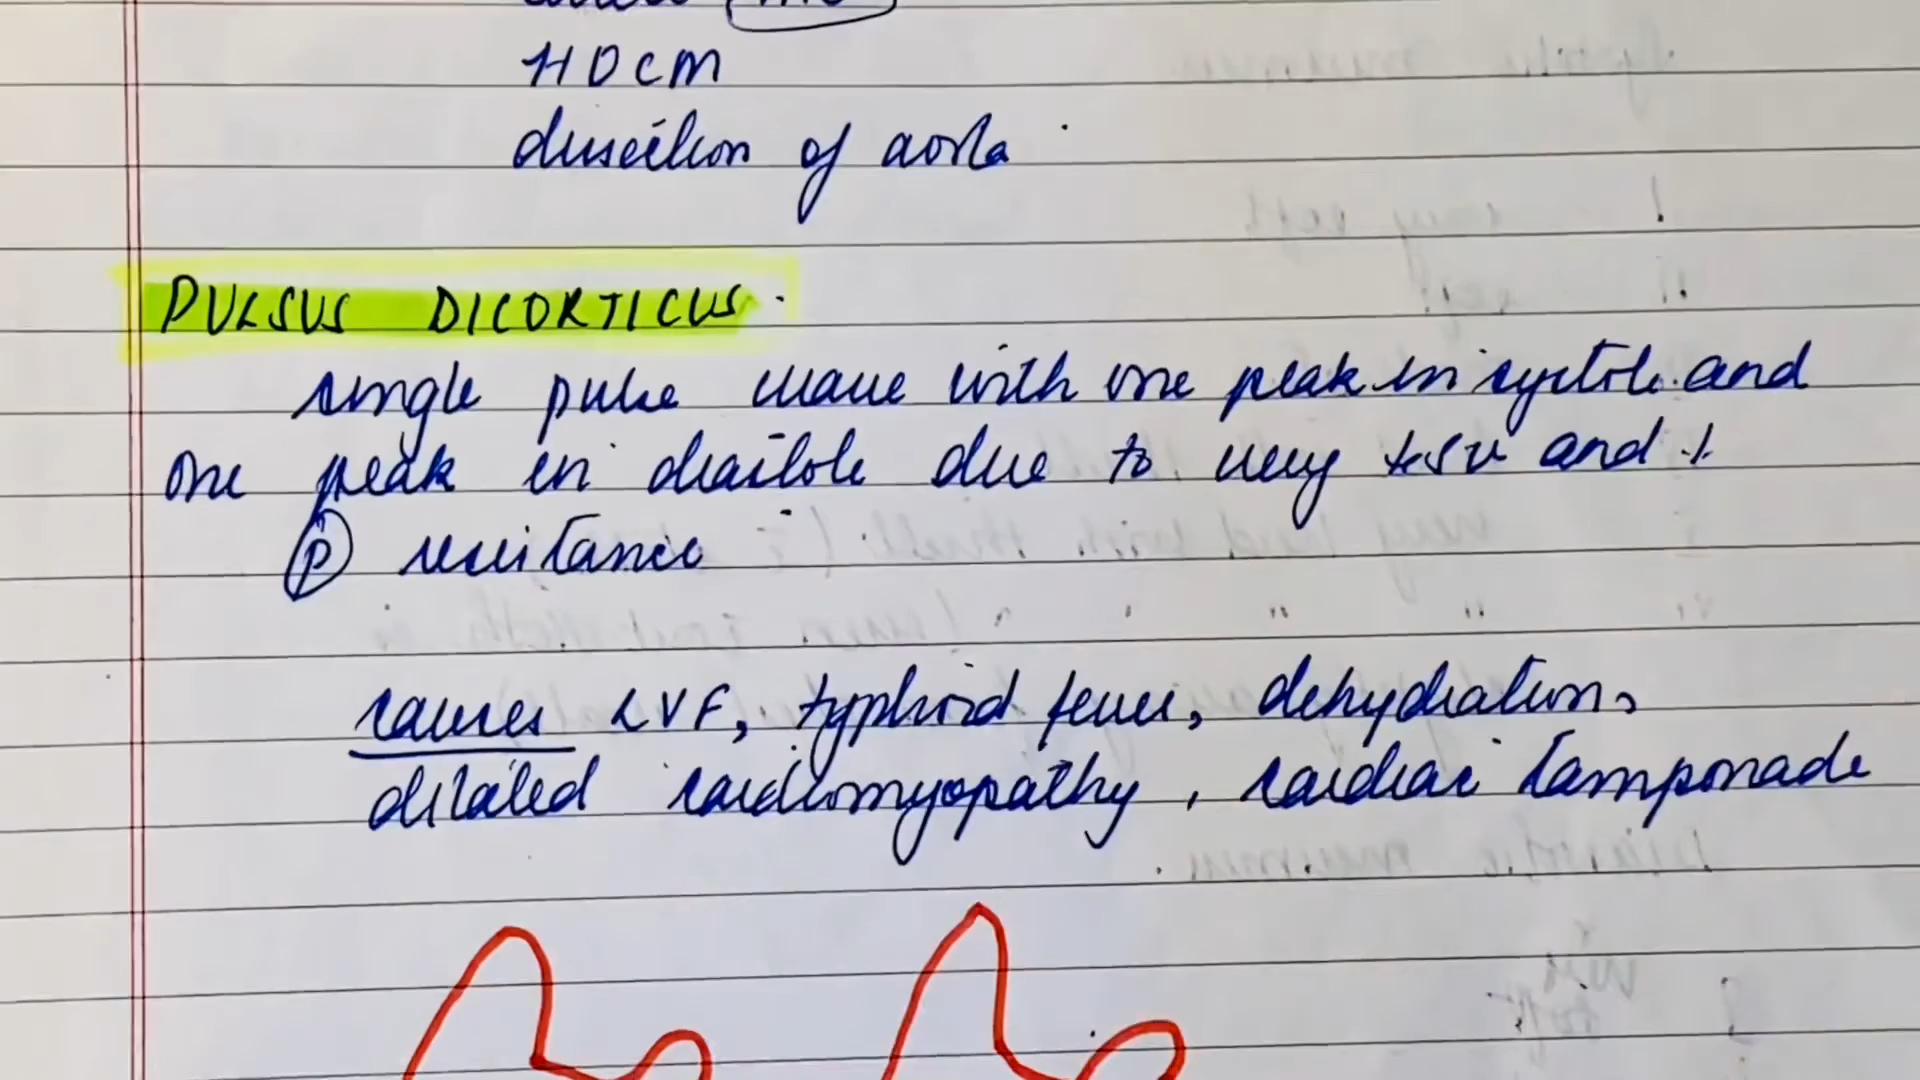 HOCM
dissection of aorta
PULSUS DICORTICUS.
single pulse wave with one peak in systole and
one peak in diastole due to very ↓ SV and ↓
(P) resistance
causes LVF, typhoid fever, dehydration,
dilated cardiomyopathy, cardiac tamponade